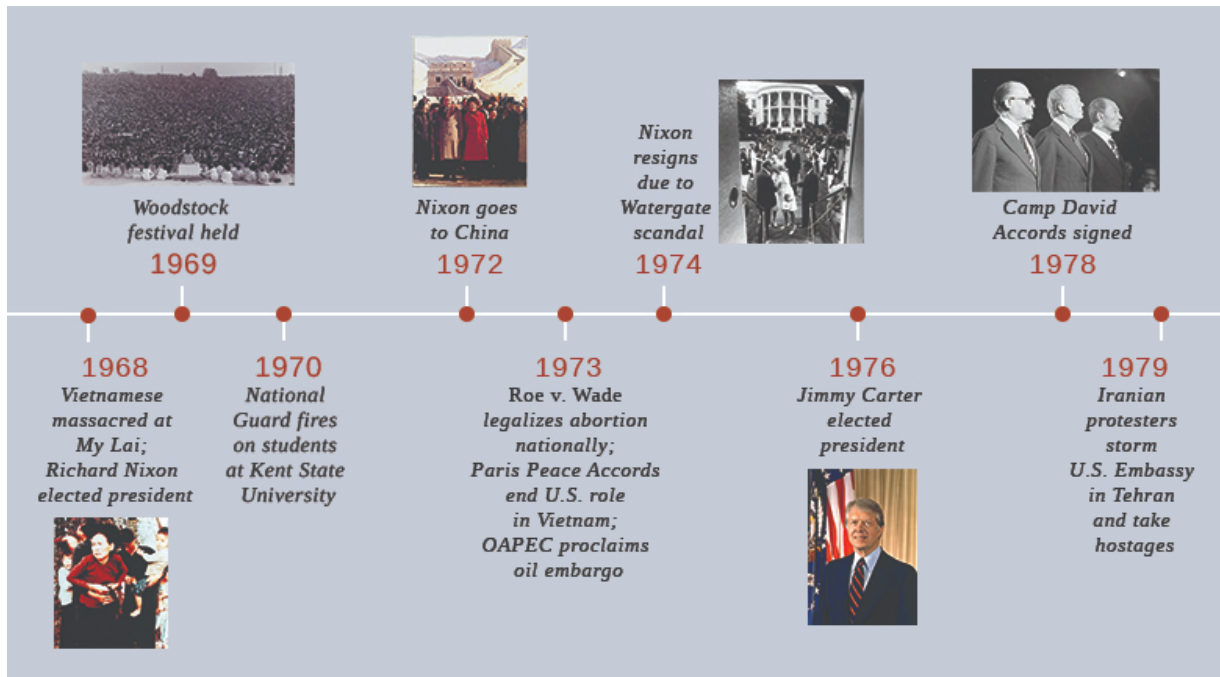 Woodstock
festival held
1969
Nixon goes
to China
1972
Nixon
resigns
due to
Watergate
scandal
1974
Camp David
Accords signed
1978
1968
Vietnamese
massacred at
My Lai;
Richard Nixon
elected president
1970
National
Guard fires
on students
at Kent State
University
1973
Roe v. Wade
legalizes abortion
nationally;
Paris Peace Accords
end U.S. role
in Vietnam;
OAPEC proclaims
oil embargo
1976
Jimmy Carter
elected
president
1979
Iranian
protesters
storm
U.S. Embassy
in Tehran
and take
hostages